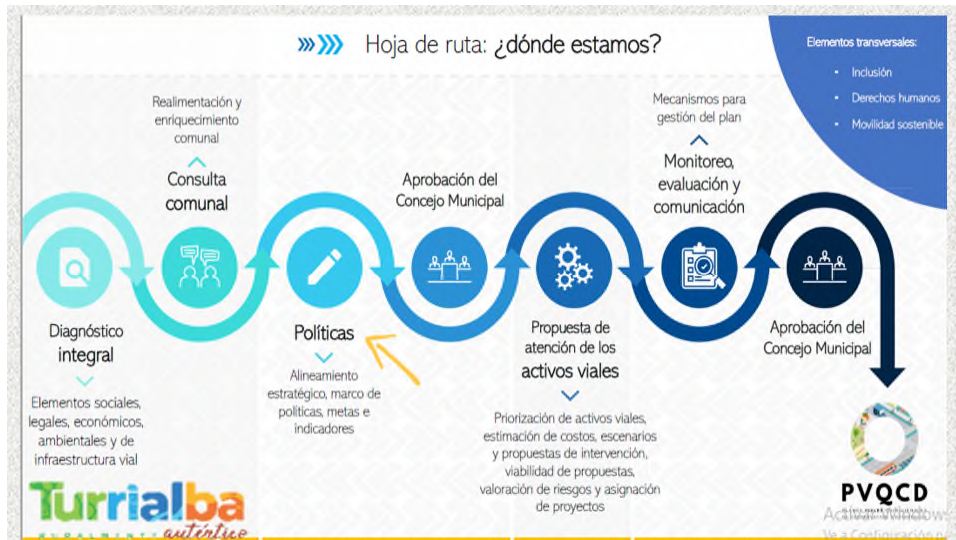 Hoja de ruta: ¿dónde estamos?
Elementos transversales:
Inclusión
Derechos humanos
Movilidad sostenible
Realimentación y
enriquecimiento
comunal
Consulta
comunal
Aprobación del
Concejo Municipal
Mecanismos para
gestión del plan
Monitoreo,
evaluación y
comunicación
Diagnóstico
integral
Elementos sociales,
legales, económicos,
ambientales y de
infraestructura vial
Políticas
Alineamiento
estratégico, marco de
políticas, metas e
indicadores
Propuesta de
atención de los
activos viales
Priorización de activos viales,
estimación de costos, escenarios
y propuestas de intervención,
viabilidad de propuestas,
valoración de riesgos y asignación
de proyectos
Aprobación del
Concejo Municipal
Turrialba
auténtico
PVQCD
Ve a Configuración